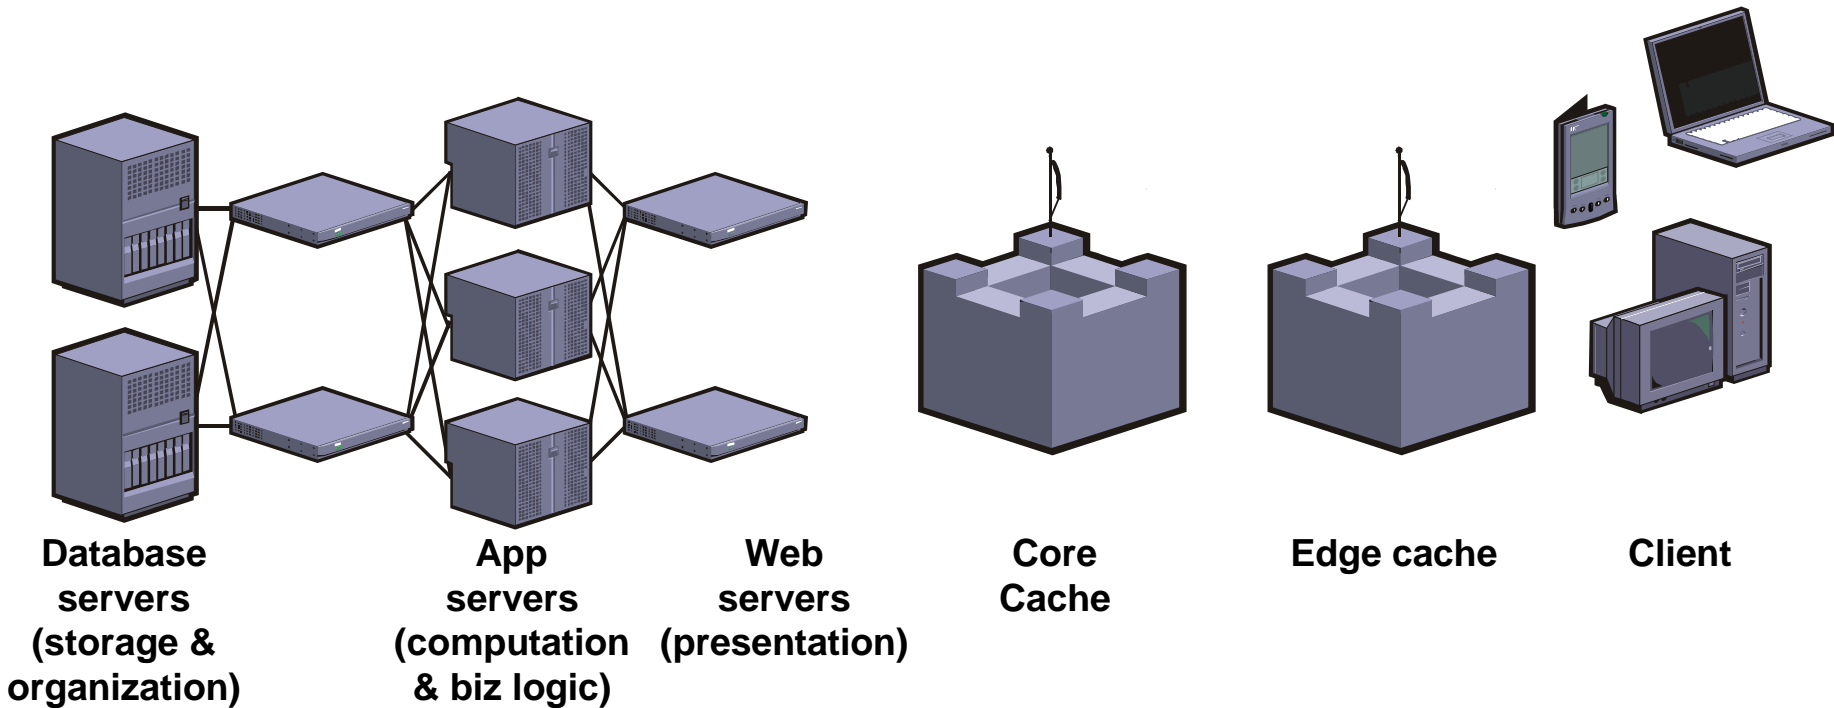 Database
servers
(storage &
organization)
App
servers
(computation
& biz logic)
Web
servers
(presentation)
Core
Cache
Edge cache
Client